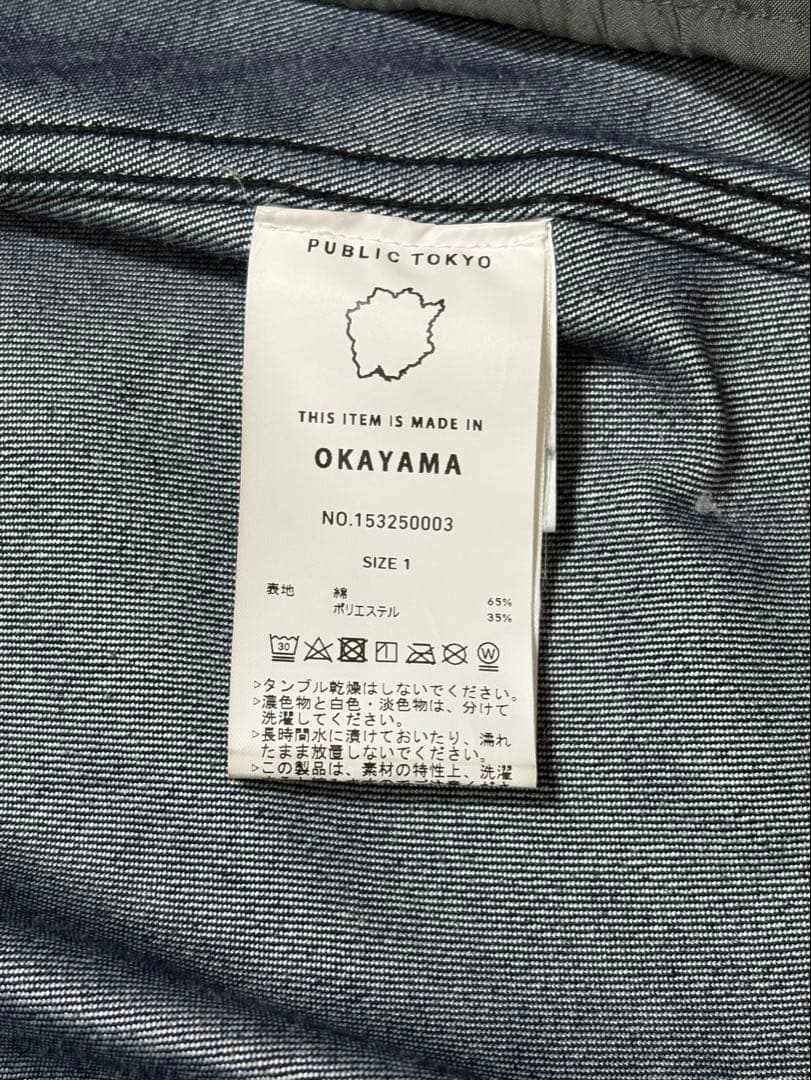 PUBLIC TOKYO
THIS ITEM IS MADE IN
OKAYAMA
NO.153250003
SIZE 1
表地 綿 65%
ポリエステル 35%
30
W
▷タンブル乾燥はしないでください。
▷濃色物と白色・淡色物は、分けて
洗濯してください。
▷長時間水に漬けておいたり、濡れ
たまま放置しないでください。
▷この製品は、素材の特性上、洗濯